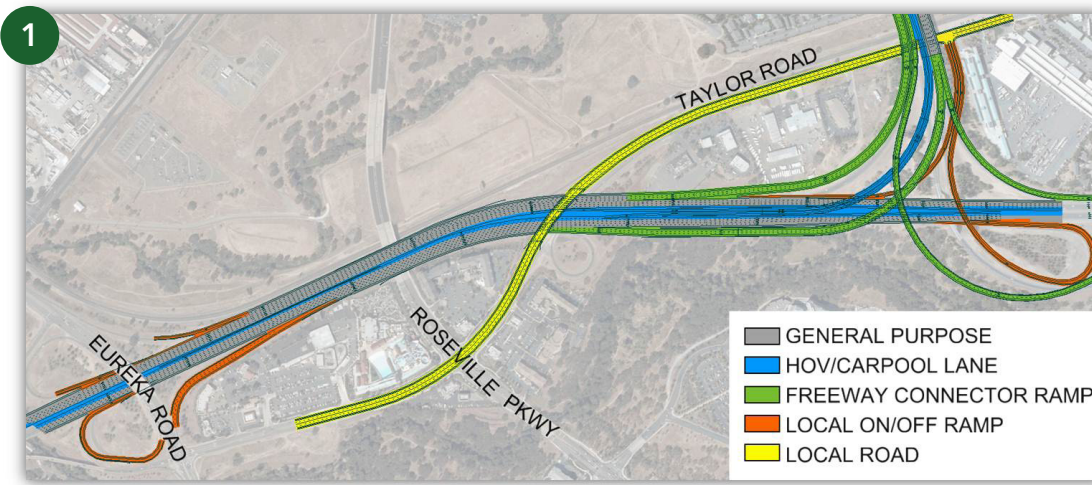 1
TAYLOR ROAD
ROSEVILLE PKWY
EUREKA ROAD
GENERAL PURPOSE
HOV/CARPOOL LANE
FREEWAY CONNECTOR RAMP
LOCAL ON/OFF RAMP
LOCAL ROAD